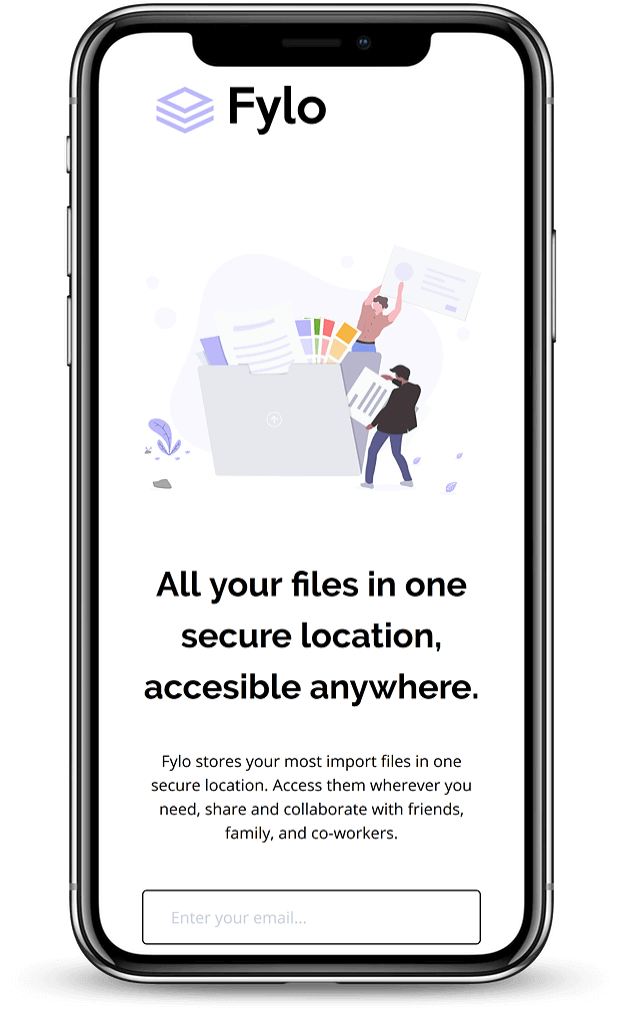 Fylo
All your files in one
secure location,
accesible anywhere.
Fylo stores your most import files in one
secure location. Access them wherever you
need, share and collaborate with friends,
family, and co-workers.
Enter your email...